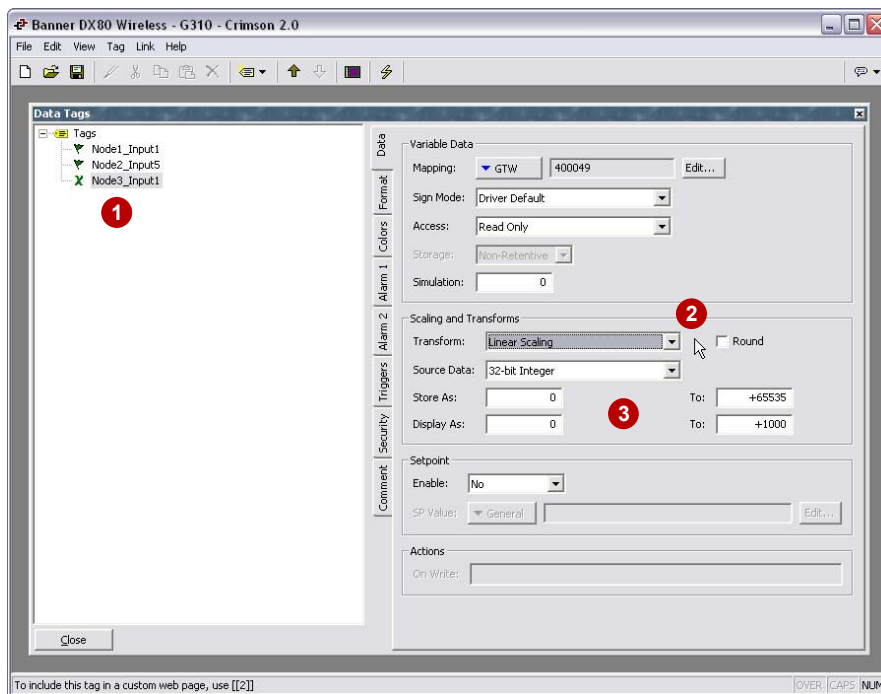 Banner DX80 Wireless - G310 - Crimson 2.0
File Edit View Tag Link Help
Data Tags
Tags
Node1_Input1
Node2_Input5
Node3_Input1
1
Close
Data
Format
Colors
Alarm 1
Alarm 2
Triggers
Security
Comment
Variable Data
Mapping: GTW 400049 Edit...
Sign Mode: Driver Default
Access: Read Only
Storage: Non-Retentive
Simulation: 0
Scaling and Transforms
2
Transform: Linear Scaling Round
Source Data: 32-bit Integer
Store As: 0 To: +65535
3
Display As: 0 To: +1000
Setpoint
Enable: No
SP Value: General Edit...
Actions
On Write:
To include this tag in a custom web page, use [[2]] OVER CAPS NUM